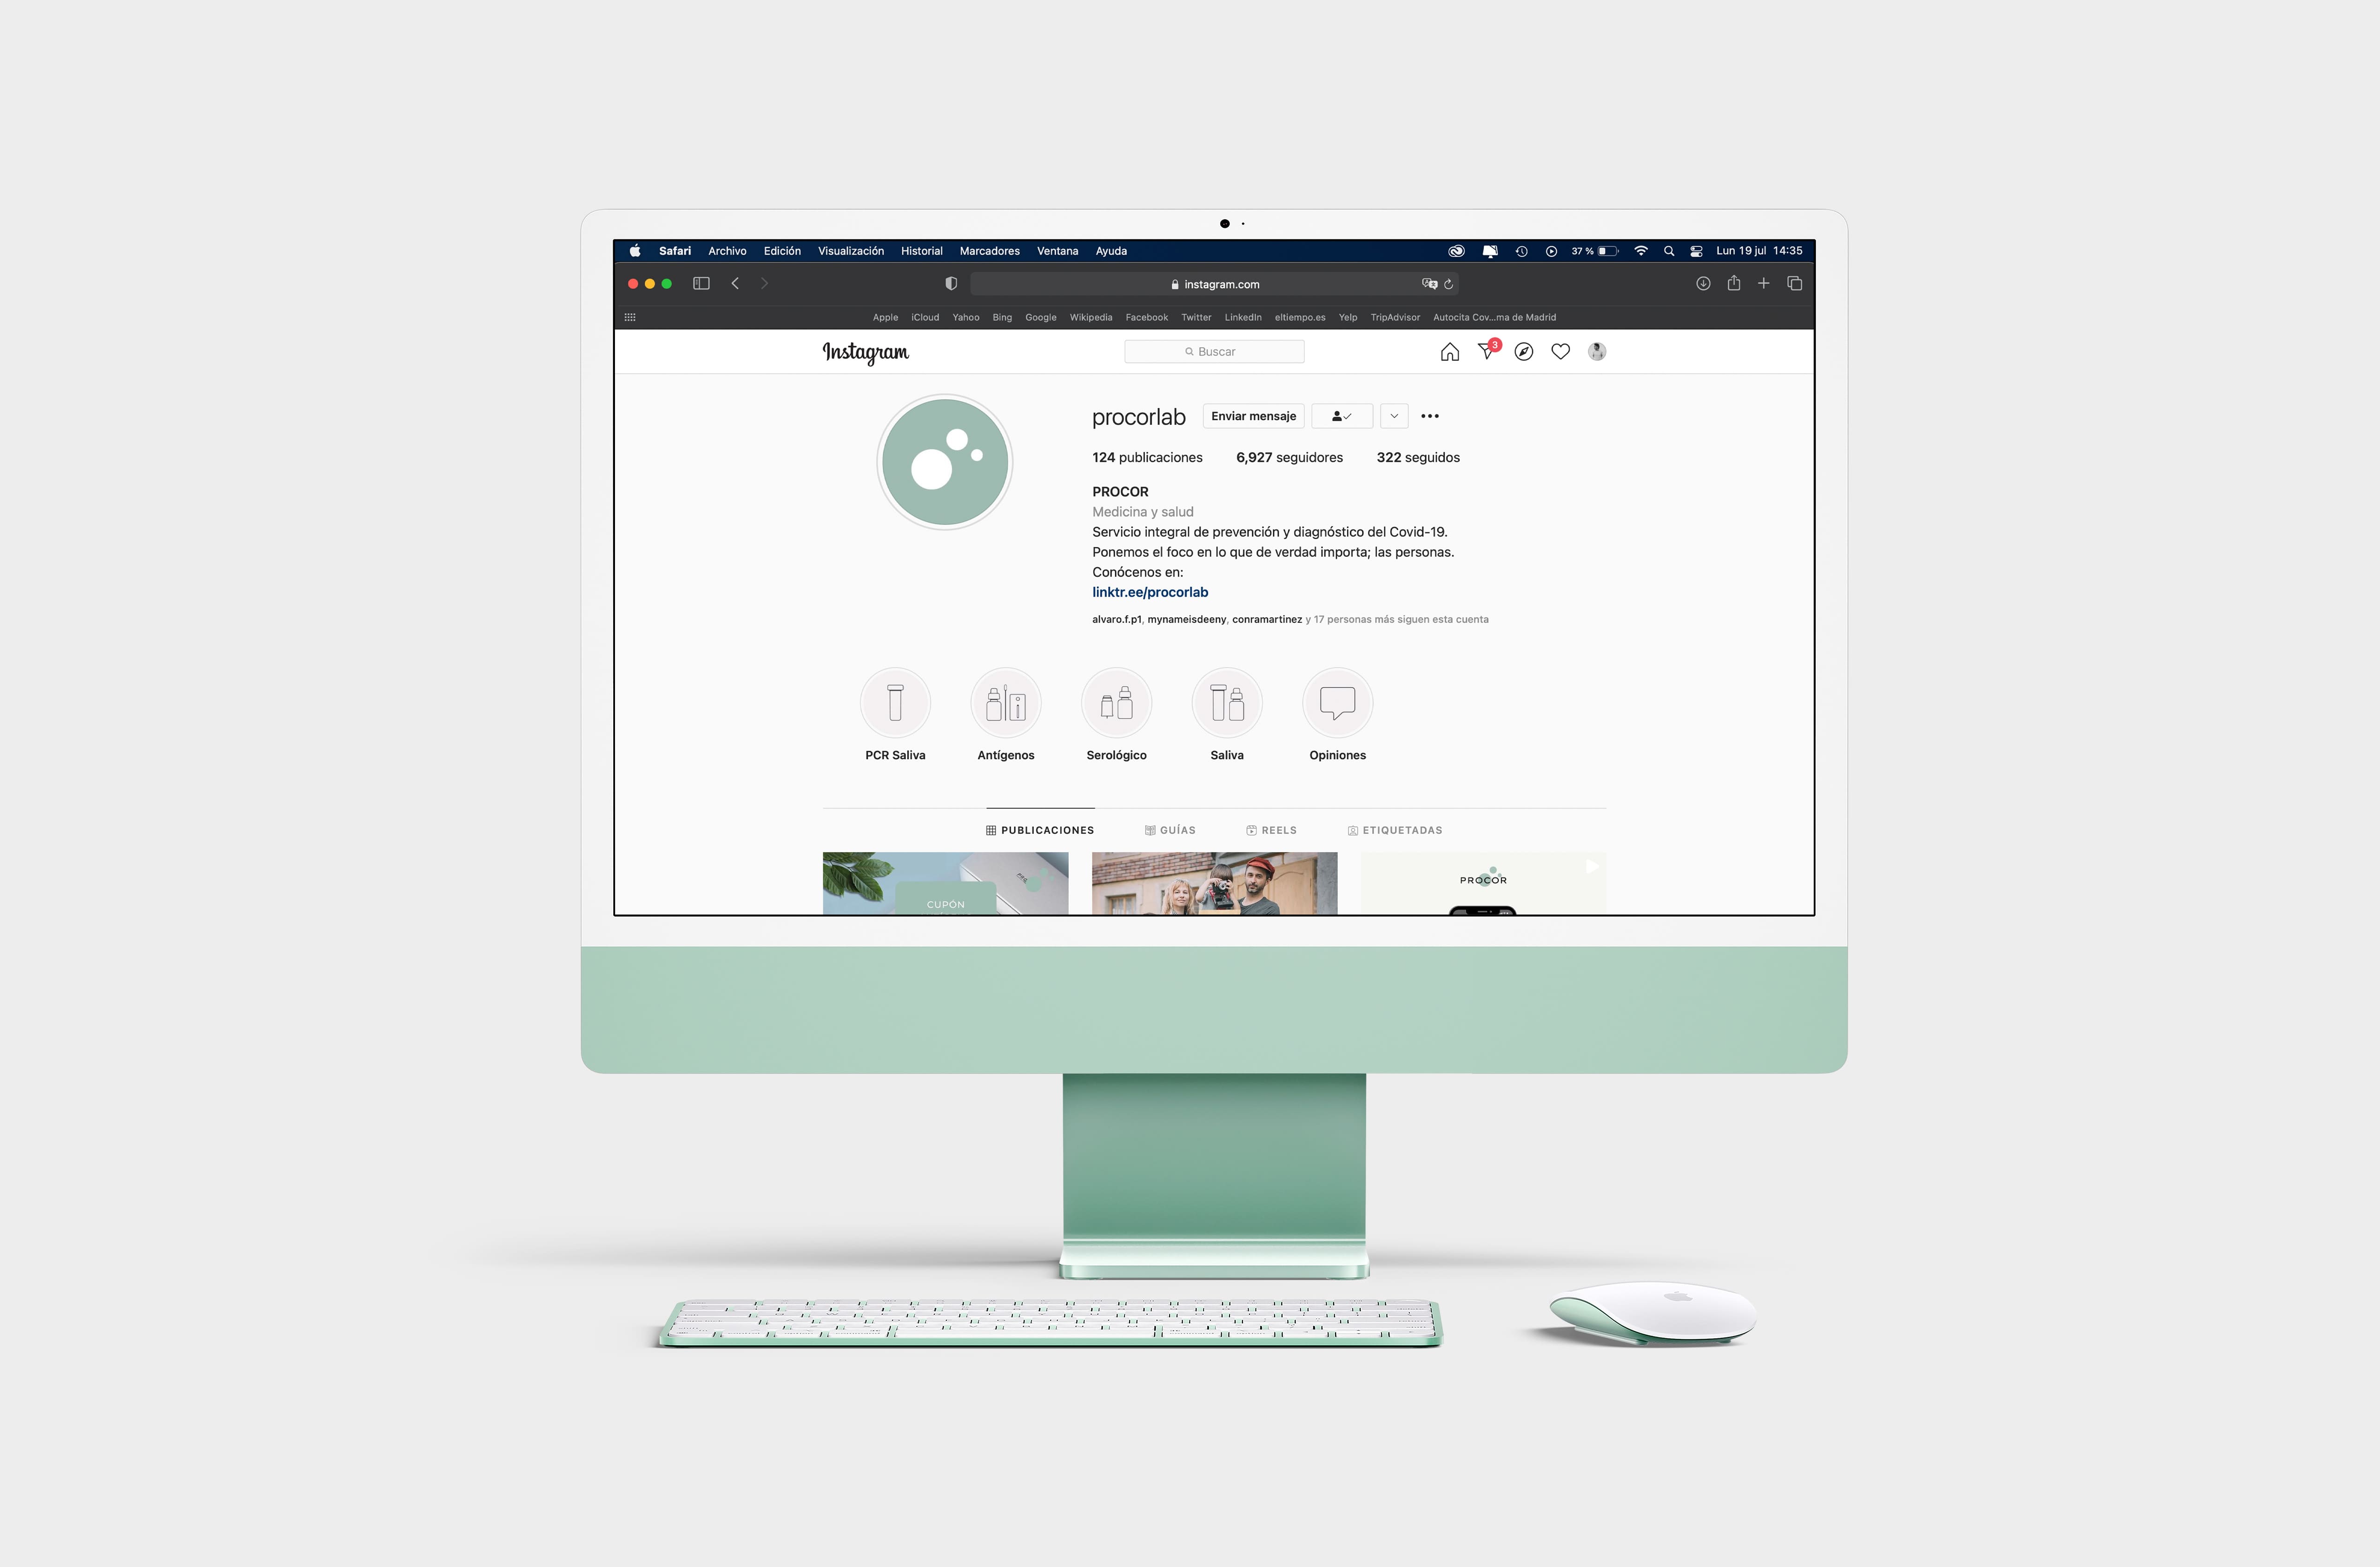 Safari Archivo Edición Visualización Historial Marcadores Ventana Ayuda 37 % Lun 19 jul 14:35
instagram.com
Apple iCloud Yahoo Bing Google Wikipedia Facebook Twitter LinkedIn eltiempo.es Yelp TripAdvisor Autocita Cov...ma de Madrid
Instagram Buscar 3
procorlab Enviar mensaje
124 publicaciones 6,927 seguidores 322 seguidos
PROCOR
Medicina y salud
Servicio integral de prevención y diagnóstico del Covid-19.
Ponemos el foco en lo que de verdad importa; las personas.
Conócenos en:
linktr.ee/procorlab
alvaro.f.p1, mynameisdeeny, conramartinez y 17 personas más siguen esta cuenta
PCR Saliva Antígenos Serológico Saliva Opiniones
PUBLICACIONES GUÍAS REELS ETIQUETADAS
CUPÓN
PROCOR